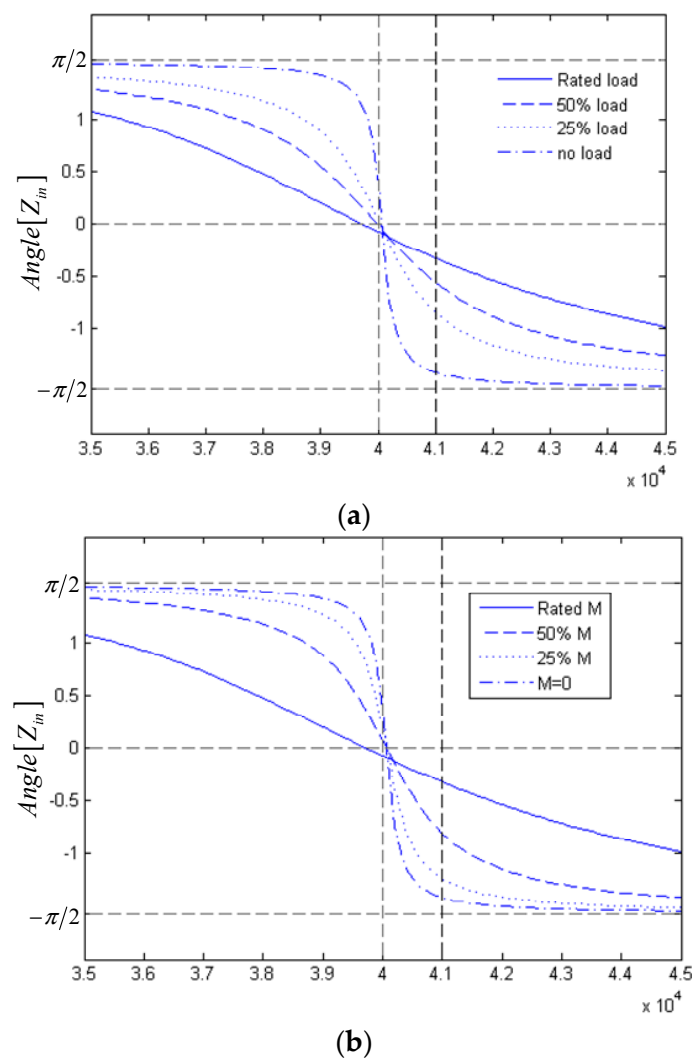 π/2
1
0.5
0
-0.5
-1
−π/2
Angle[Z_in]
Rated load
50% load
25% load
no load
3.5 3.6 3.7 3.8 3.9 4 4.1 4.2 4.3 4.4 4.5
x 10^4
(a)
π/2
1
0.5
0
-0.5
-1
−π/2
Angle[Z_in]
Rated M
50% M
25% M
M=0
3.5 3.6 3.7 3.8 3.9 4 4.1 4.2 4.3 4.4 4.5
x 10^4
(b)